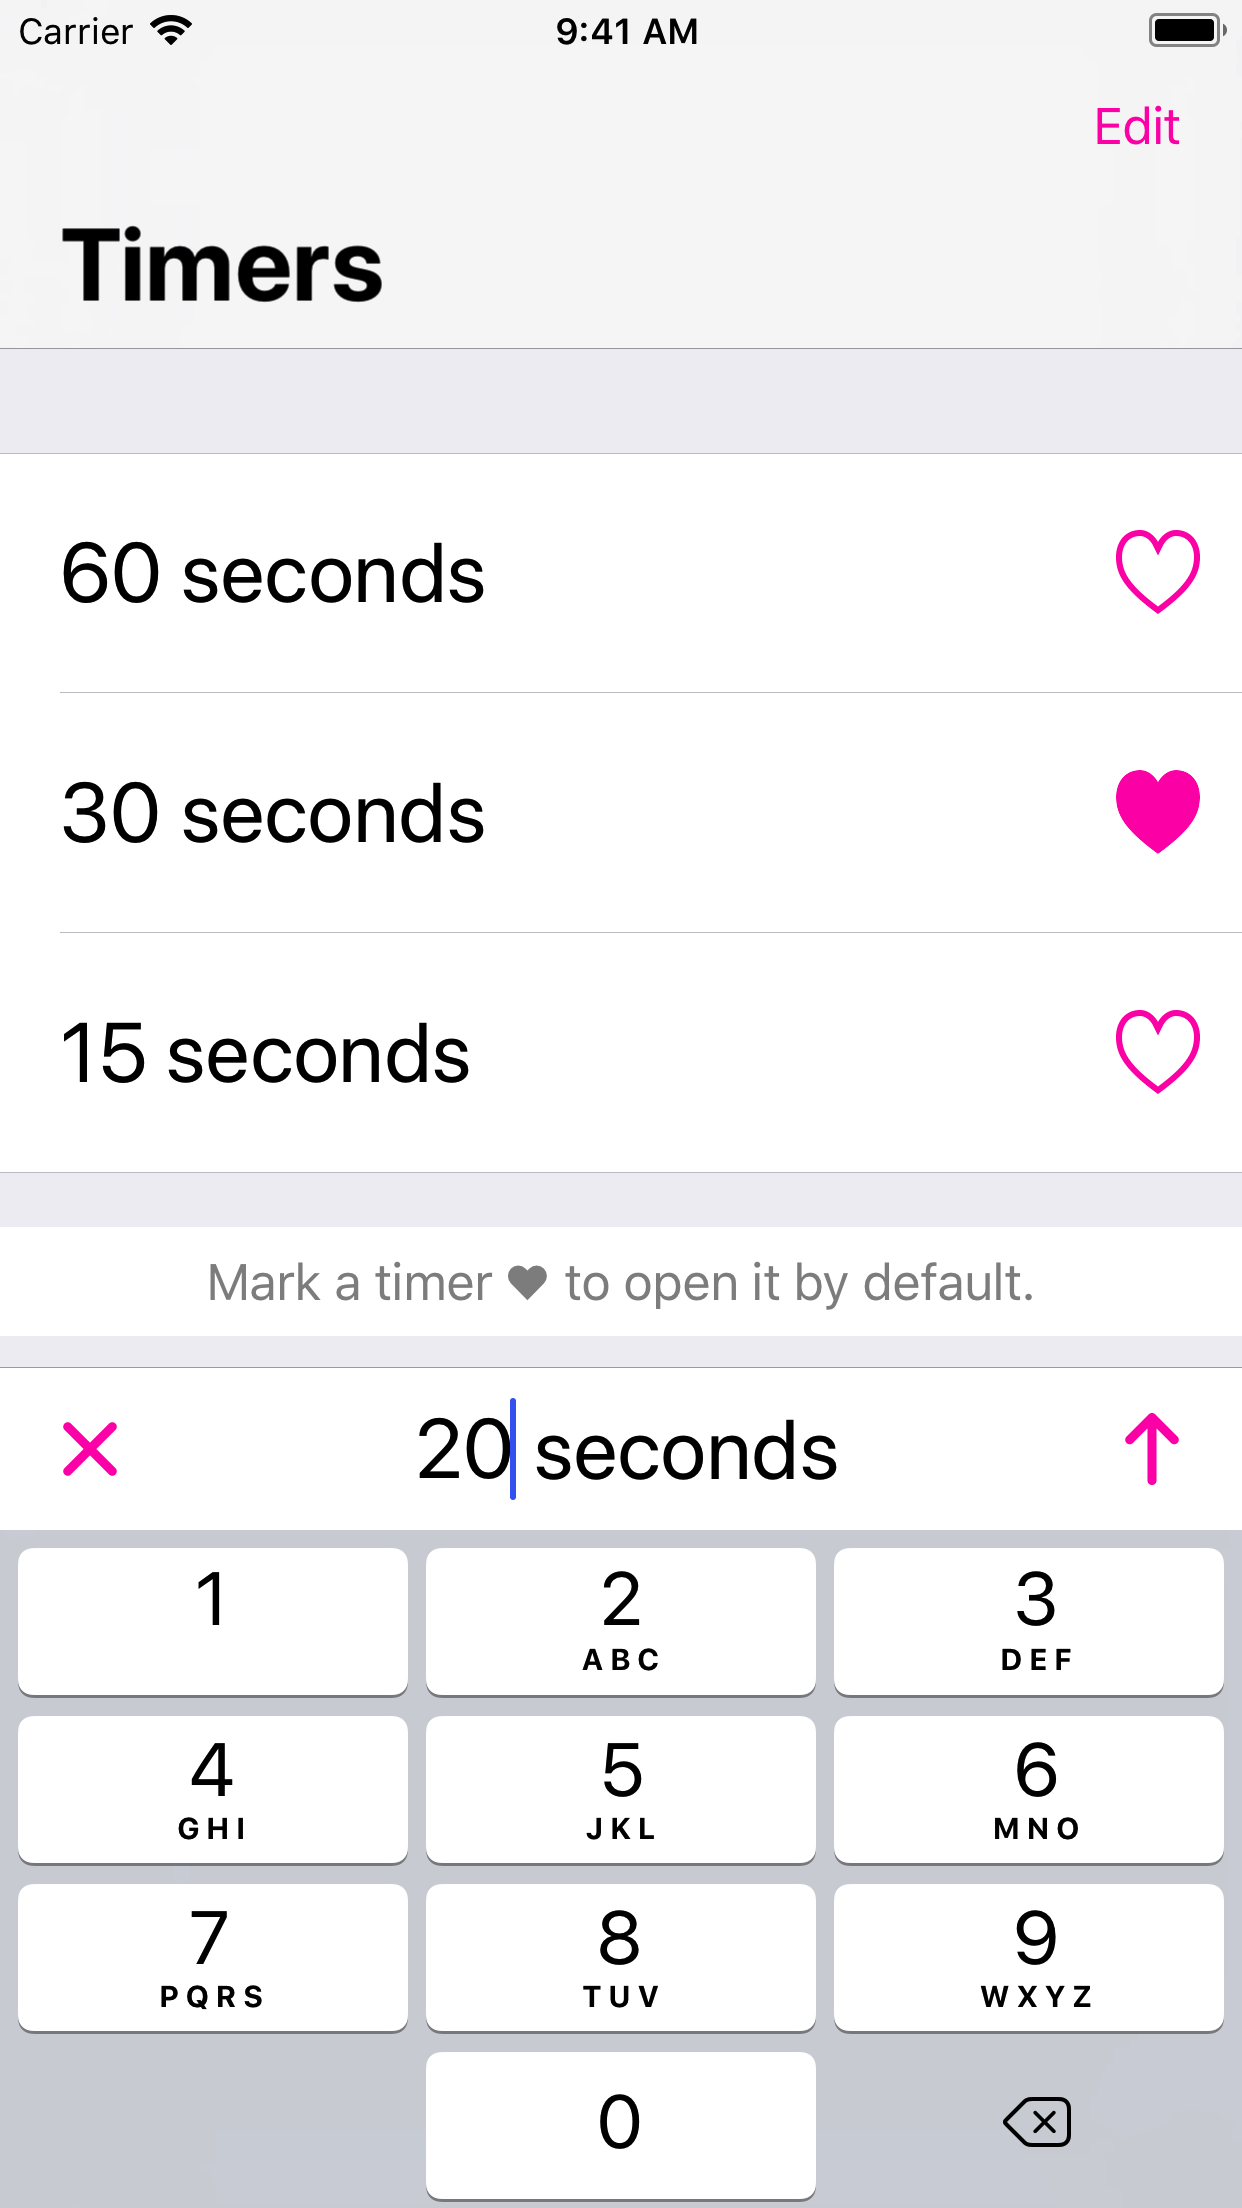 Carrier 9:41 AM
Edit
Timers
60 seconds
30 seconds
15 seconds
Mark a timer ♥ to open it by default.
20 seconds
1 2 3
ABC DEF
4 5 6
GHI JKL MNO
7 8 9
PQRS TUV WXYZ
0